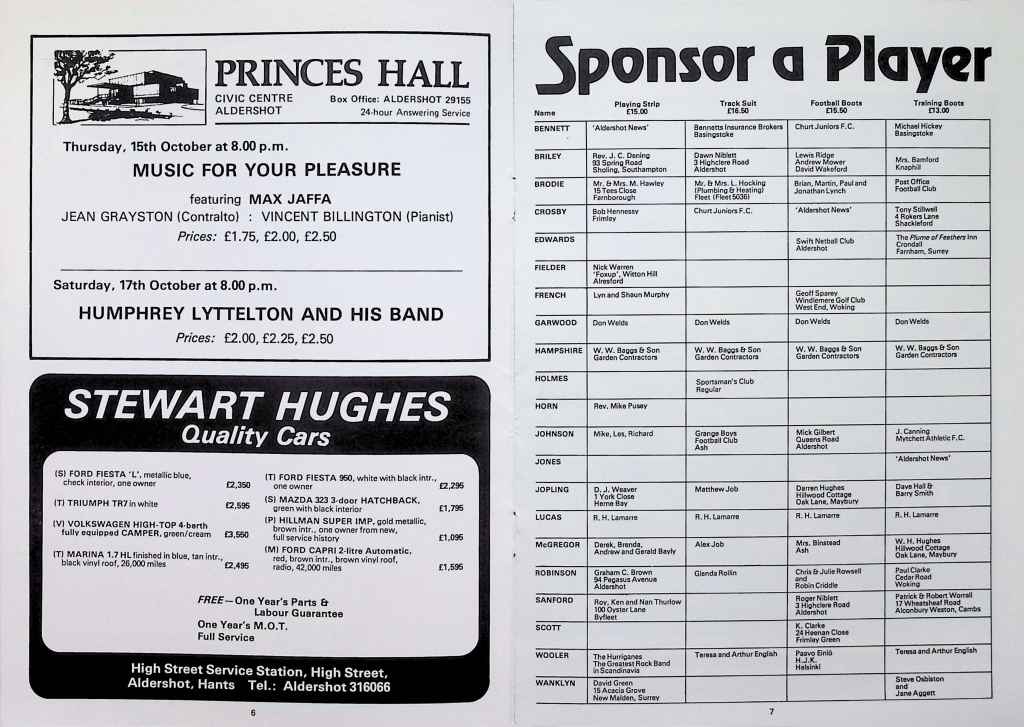 PRINCES HALL
CIVIC CENTRE
ALDERSHOT
Box Office: ALDERSHOT 29155
24-hour Answering Service
Thursday, 15th October at 8.00 p.m.
MUSIC FOR YOUR PLEASURE
featuring MAX JAFFA
JEAN GRAYSTON (Contralto) : VINCENT BILLINGTON (Pianist)
Prices: £1.75, £2.00, £2.50
Saturday, 17th October at 8.00 p.m.
HUMPHREY LYTTELTON AND HIS BAND
Prices: £2.00, £2.25, £2.50
STEWART HUGHES
Quality Cars
(S) FORD FIESTA 'L', metallic blue,
check interior, one owner £2,350
(T) TRIUMPH TR7 in white £2,595
(V) VOLKSWAGEN HIGH-TOP 4-berth
fully equipped CAMPER, green/cream £3,550
(T) MARINA 1.7 HL finished in blue, tan intr.,
black vinyl roof, 26,000 miles £2,495
(T) FORD FIESTA 950, white with black intr.,
one owner £2,295
(S) MAZDA 323 3-door HATCHBACK,
green with black interior £1,795
(P) HILLMAN SUPER IMP, gold metallic,
brown intr., one owner from new,
full service history £1,095
(M) FORD CAPRI 2-litre Automatic,
red, brown intr., brown vinyl roof,
radio, 42,000 miles £1,595
FREE—One Year's Parts &
Labour Guarantee
One Year's M.O.T.
Full Service
High Street Service Station, High Street,
Aldershot, Hants Tel.: Aldershot 316066
6
Sponsor a Player
Name
Playing Strip
£15.00
Track Suit
£16.50
Football Boots
£15.50
Training Boots
£13.00
BENNETT
'Aldershot News'
Bennetts Insurance Brokers
Basingstoke
Churt Juniors F.C.
Michael Hickey
Basingstoke
BRILEY
Rev. J. C. Dening
93 Spring Road
Sholing, Southampton
Dawn Niblett
3 Highclere Road
Aldershot
Lewis Ridge
Andrew Mower
David Wakeford
Mrs. Bamford
Knaphill
BRODIE
Mr. & Mrs. M. Hawley
15 Tees Close
Farnborough
Mr. & Mrs. L. Hocking
(Plumbing & Heating)
Fleet (Fleet 5036)
Brian, Martin, Paul and
Jonathan Lynch
Post Office
Football Club
CROSBY
Bob Hennessy
Frimley
Churt Juniors F.C.
'Aldershot News'
Tony Stillwell
4 Rokers Lane
Shackleford
EDWARDS
Swift Netball Club
Aldershot
The Plume of Feathers Inn
Crondall
Farnham, Surrey
FIELDER
Nick Warren
'Foxup', Witton Hill
Alresford
FRENCH
Lyn and Shaun Murphy
Geoff Sparey
Windlemere Golf Club
West End, Woking
GARWOOD
Don Welds
Don Welds
Don Welds
Don Welds
HAMPSHIRE
W. W. Baggs & Son
Garden Contractors
W. W. Baggs & Son
Garden Contractors
W. W. Baggs & Son
Garden Contractors
W. W. Baggs & Son
Garden Contractors
HOLMES
Sportsman's Club
Regular
HORN
Rev. Mike Pusey
JOHNSON
Mike, Les, Richard
Grange Boys
Football Club
Ash
Mick Gilbert
Queens Road
Aldershot
J. Canning
Mytchett Athletic F.C.
JONES
'Aldershot News'
JOPLING
D. J. Weaver
1 York Close
Herne Bay
Matthew Job
Darren Hughes
Hillwood Cottage
Oak Lane, Maybury
Dave Hall &
Barry Smith
LUCAS
R. H. Lamarre
R. H. Lamarre
R. H. Lamarre
R. H. Lamarre
McGREGOR
Derek, Brenda,
Andrew and Gerald Bayly
Alex Job
Mrs. Binstead
Ash
W. H. Hughes
Hillwood Cottage
Oak Lane, Maybury
ROBINSON
Graham C. Brown
94 Pegasus Avenue
Aldershot
Glenda Rollin
Chris & Julie Rowsell
and
Robin Criddle
Paul Clarke
Cedar Road
Woking
SANFORD
Roy, Ken and Nan Thurlow
100 Oyster Lane
Byfleet
Roger Niblett
3 Highclere Road
Aldershot
Patrick & Robert Worrall
17 Wheatsheaf Road
Alconbury Weston, Cambs
SCOTT
K. Clarke
24 Heenan Close
Frimley Green
WOOLER
The Hurriganes
The Greatest Rock Band
in Scandinavia
Teresa and Arthur English
Paavo Einiö
H.J.K.
Helsinki
Teresa and Arthur English
WANKLYN
David Green
15 Acacia Grove
New Malden, Surrey
Steve Osbiston
and
Jane Aggett
7